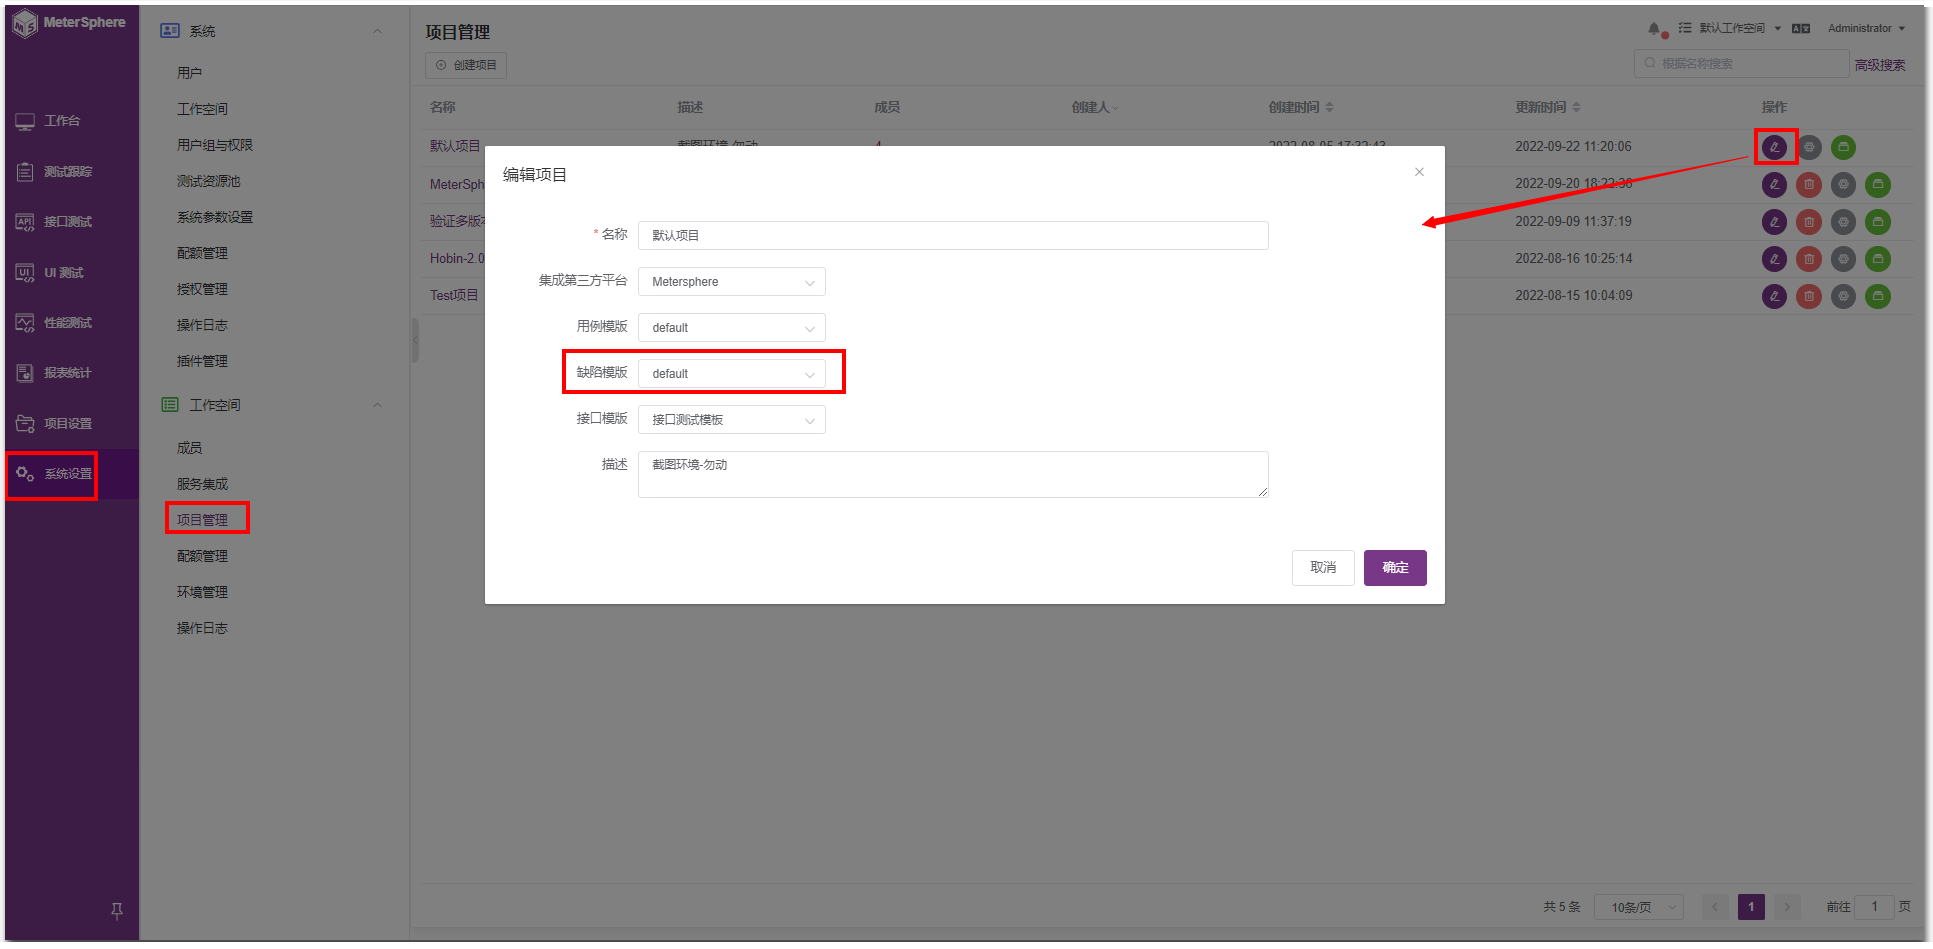 MeterSphere
工作台
测试跟踪
接口测试
UI 测试
性能测试
报表统计
项目设置
系统设置
系统
用户
工作空间
用户组与权限
测试资源池
系统参数设置
配额管理
授权管理
操作日志
插件管理
工作空间
成员
服务集成
项目管理
配额管理
环境管理
操作日志
项目管理
默认工作空间
Administrator
创建项目
根据名称搜索
高级搜索
名称 描述 成员 创建人 创建时间 更新时间 操作
默认项目 截图环境-勿动 4 2022-08-05 17:32:43 2022-09-22 11:20:06
MeterSph 2022-09-20 18:22:38
验证多版本 2022-09-09 11:37:19
Hobin-2.0 2022-08-16 10:25:14
Test项目 2022-08-15 10:04:09
编辑项目
* 名称 默认项目
集成第三方平台 Metersphere
用例模版 default
缺陷模版 default
接口模版 接口测试模板
描述 截图环境-勿动
取消 确定
共 5 条 10条/页 1 前往 1 页